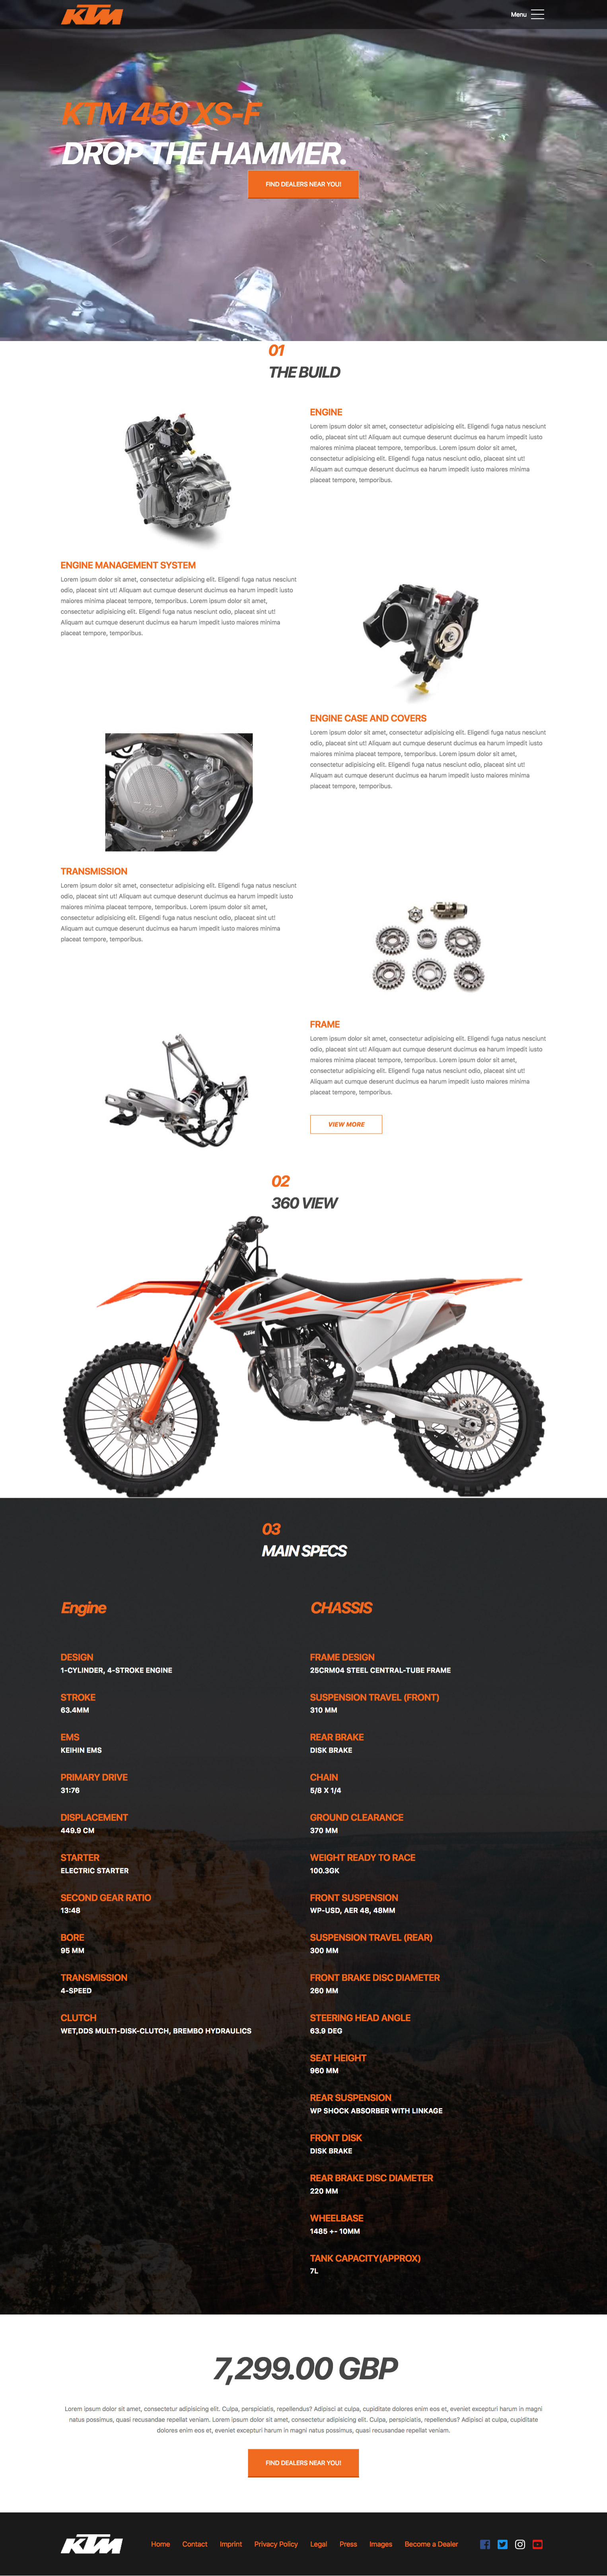 KTM
Menu
KTM 450 XS-F
DROP THE HAMMER.
FIND DEALERS NEAR YOU!
01
THE BUILD
ENGINE
Lorem ipsum dolor sit amet, consectetur adipisicing elit. Eligendi fuga natus nesciunt
odio, placeat sint ut! Aliquam aut cumque deserunt ducimus ea harum impedit iusto
maiores minima placeat tempore, temporibus. Lorem ipsum dolor sit amet,
consectetur adipisicing elit. Eligendi fuga natus nesciunt odio, placeat sint ut!
Aliquam aut cumque deserunt ducimus ea harum impedit iusto maiores minima
placeat tempore, temporibus.
ENGINE MANAGEMENT SYSTEM
Lorem ipsum dolor sit amet, consectetur adipisicing elit. Eligendi fuga natus nesciunt
odio, placeat sint ut! Aliquam aut cumque deserunt ducimus ea harum impedit iusto
maiores minima placeat tempore, temporibus. Lorem ipsum dolor sit amet,
consectetur adipisicing elit. Eligendi fuga natus nesciunt odio, placeat sint ut!
Aliquam aut cumque deserunt ducimus ea harum impedit iusto maiores minima
placeat tempore, temporibus.
ENGINE CASE AND COVERS
Lorem ipsum dolor sit amet, consectetur adipisicing elit. Eligendi fuga natus nesciunt
odio, placeat sint ut! Aliquam aut cumque deserunt ducimus ea harum impedit iusto
maiores minima placeat tempore, temporibus. Lorem ipsum dolor sit amet,
consectetur adipisicing elit. Eligendi fuga natus nesciunt odio, placeat sint ut!
Aliquam aut cumque deserunt ducimus ea harum impedit iusto maiores minima
placeat tempore, temporibus.
TRANSMISSION
Lorem ipsum dolor sit amet, consectetur adipisicing elit. Eligendi fuga natus nesciunt
odio, placeat sint ut! Aliquam aut cumque deserunt ducimus ea harum impedit iusto
maiores minima placeat tempore, temporibus. Lorem ipsum dolor sit amet,
consectetur adipisicing elit. Eligendi fuga natus nesciunt odio, placeat sint ut!
Aliquam aut cumque deserunt ducimus ea harum impedit iusto maiores minima
placeat tempore, temporibus.
FRAME
Lorem ipsum dolor sit amet, consectetur adipisicing elit. Eligendi fuga natus nesciunt
odio, placeat sint ut! Aliquam aut cumque deserunt ducimus ea harum impedit iusto
maiores minima placeat tempore, temporibus. Lorem ipsum dolor sit amet,
consectetur adipisicing elit. Eligendi fuga natus nesciunt odio, placeat sint ut!
Aliquam aut cumque deserunt ducimus ea harum impedit iusto maiores minima
placeat tempore, temporibus.
VIEW MORE
02
360 VIEW
KTM
03
MAIN SPECS
Engine
DESIGN
1-CYLINDER, 4-STROKE ENGINE
STROKE
63.4MM
EMS
KEIHIN EMS
PRIMARY DRIVE
31:76
DISPLACEMENT
449.9 CM
STARTER
ELECTRIC STARTER
SECOND GEAR RATIO
13:48
BORE
95 MM
TRANSMISSION
4-SPEED
CLUTCH
WET,DDS MULTI-DISK-CLUTCH, BREMBO HYDRAULICS
CHASSIS
FRAME DESIGN
25CRM04 STEEL CENTRAL-TUBE FRAME
SUSPENSION TRAVEL (FRONT)
310 MM
REAR BRAKE
DISK BRAKE
CHAIN
5/8 X 1/4
GROUND CLEARANCE
370 MM
WEIGHT READY TO RACE
100.3GK
FRONT SUSPENSION
WP-USD, AER 48, 48MM
SUSPENSION TRAVEL (REAR)
300 MM
FRONT BRAKE DISC DIAMETER
260 MM
STEERING HEAD ANGLE
63.9 DEG
SEAT HEIGHT
960 MM
REAR SUSPENSION
WP SHOCK ABSORBER WITH LINKAGE
FRONT DISK
DISK BRAKE
REAR BRAKE DISC DIAMETER
220 MM
WHEELBASE
1485 +- 10MM
TANK CAPACITY(APPROX)
7L
7,299.00 GBP
Lorem ipsum dolor sit amet, consectetur adipisicing elit. Culpa, perspiciatis, repellendus? Adipisci at culpa, cupiditate dolores enim eos et, eveniet excepturi harum in magni
natus possimus, quasi recusandae repellat veniam. Lorem ipsum dolor sit amet, consectetur adipisicing elit. Culpa, perspiciatis, repellendus? Adipisci at culpa, cupiditate
dolores enim eos et, eveniet excepturi harum in magni natus possimus, quasi recusandae repellat veniam.
FIND DEALERS NEAR YOU!
KTM
Home Contact Imprint Privacy Policy Legal Press Images Become a Dealer